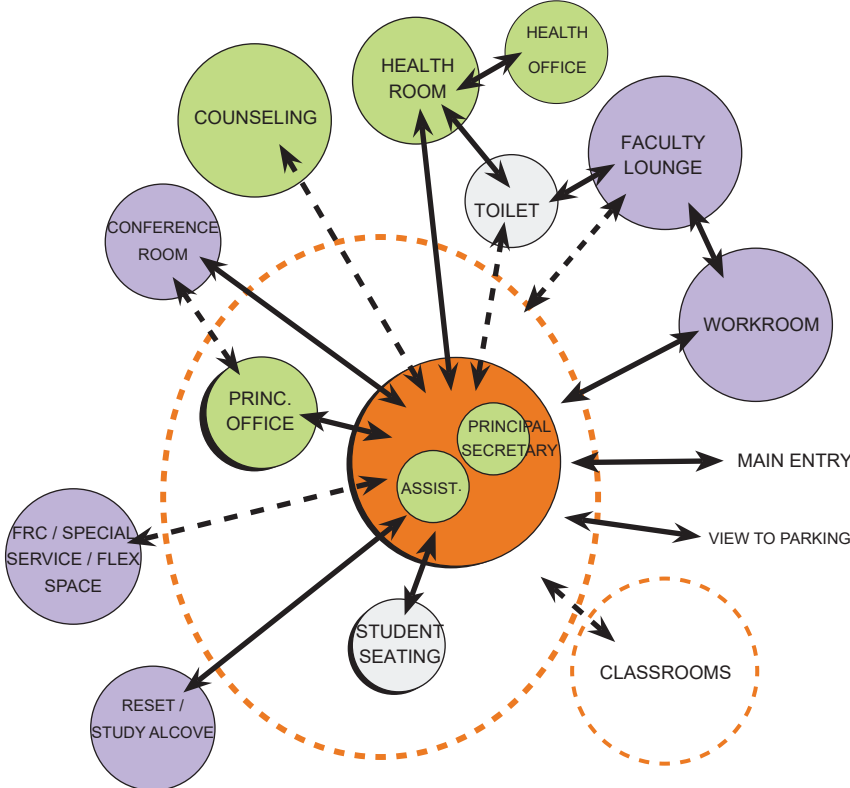 HEALTH
OFFICE
HEALTH
ROOM
COUNSELING
FACULTY
LOUNGE
TOILET
CONFERENCE
ROOM
WORKROOM
PRINC.
OFFICE
PRINCIPAL
SECRETARY
ASSIST.
MAIN ENTRY
VIEW TO PARKING
FRC / SPECIAL
SERVICE / FLEX
SPACE
STUDENT
SEATING
CLASSROOMS
RESET /
STUDY ALCOVE